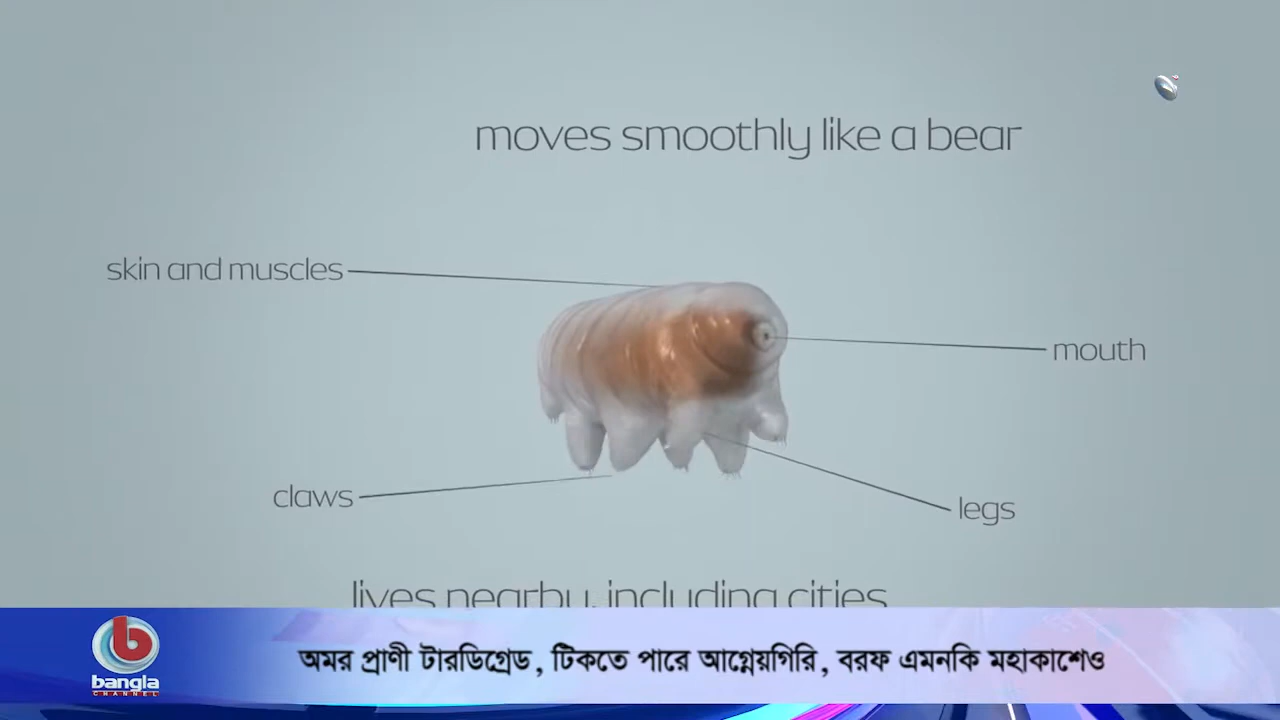 moves smoothly like a bear
skin and muscles
mouth
claws
legs
lives nearby, including cities
b
bangla
CHANNEL
অমর প্রাণী টারডিগ্রেড, টিকতে পারে আগ্নেয়গিরি, বরফ এমনকি মহাকাশেও